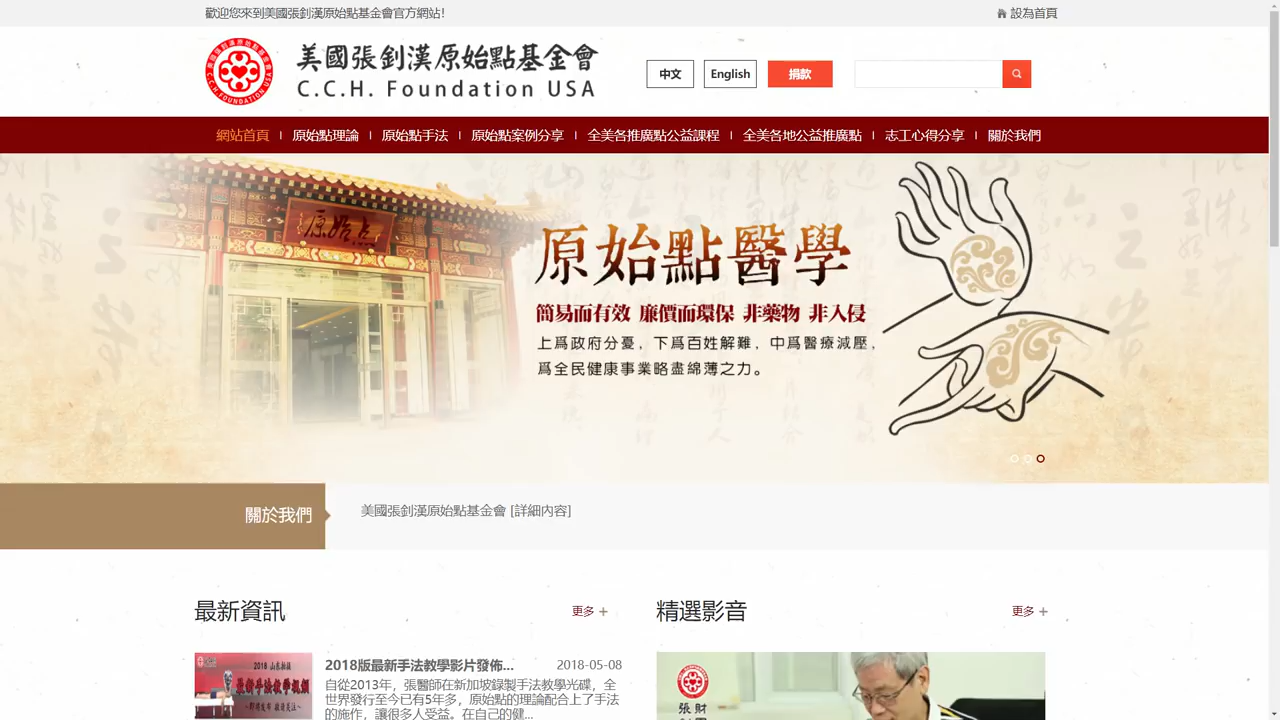 歡迎您來到美國張釗漢原始點基金會官方網站!
設為首頁
美國張釗漢原始點基金會
C.C.H. Foundation USA
中文
English
捐款
網站首頁
原始點理論
原始點手法
原始點案例分享
全美各推廣點公益課程
全美各地公益推廣點
志工心得分享
關於我們
原始點
原始點醫學
簡易而有效 廉價而環保 非藥物 非入侵
上爲政府分憂，下爲百姓解難，中爲醫療減壓，
爲全民健康事業略盡綿薄之力。
關於我們
美國張釗漢原始點基金會 [詳細內容]
最新資訊
更多 +
精選影音
更多 +
2018版最新手法教學影片發佈...
2018-05-08
自從2013年，張醫師在新加坡錄製手法教學光碟，全
世界發行至今已有5年多，原始點的理論配合上了手法
的施作，讓很多人受益。在自己的健...
張 財